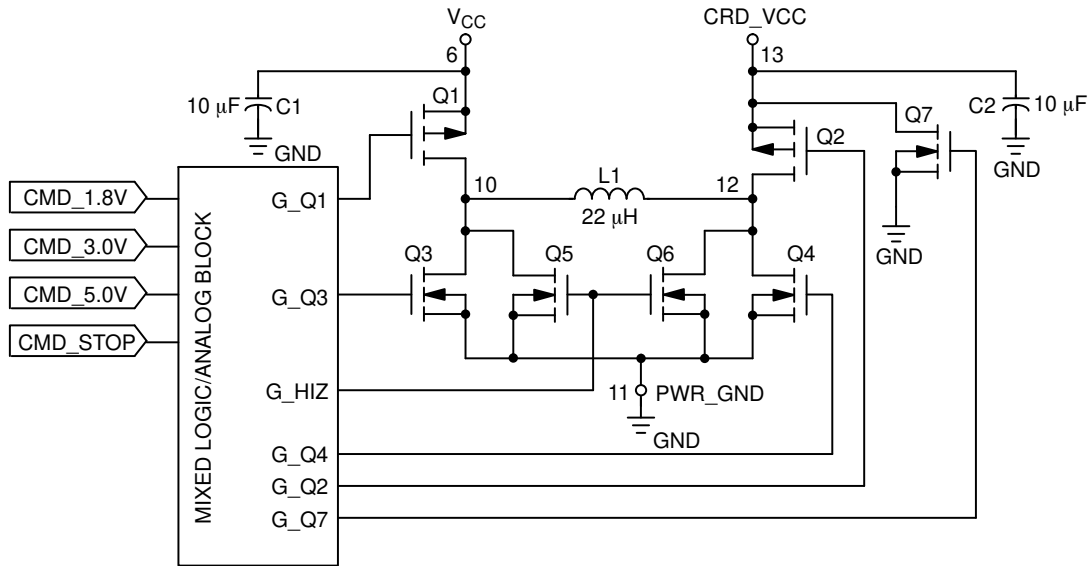 V_CC
CRD_VCC
6
13
Q1
Q7
10 μF
C1
Q2
C2
10 μF
GND
GND
CMD_1.8V
G_Q1
10
L1
12
22 μH
CMD_3.0V
GND
Q3
Q5
Q6
Q4
CMD_5.0V
G_Q3
CMD_STOP
MIXED LOGIC/ANALOG BLOCK
G_HIZ
11
PWR_GND
GND
G_Q4
G_Q2
G_Q7